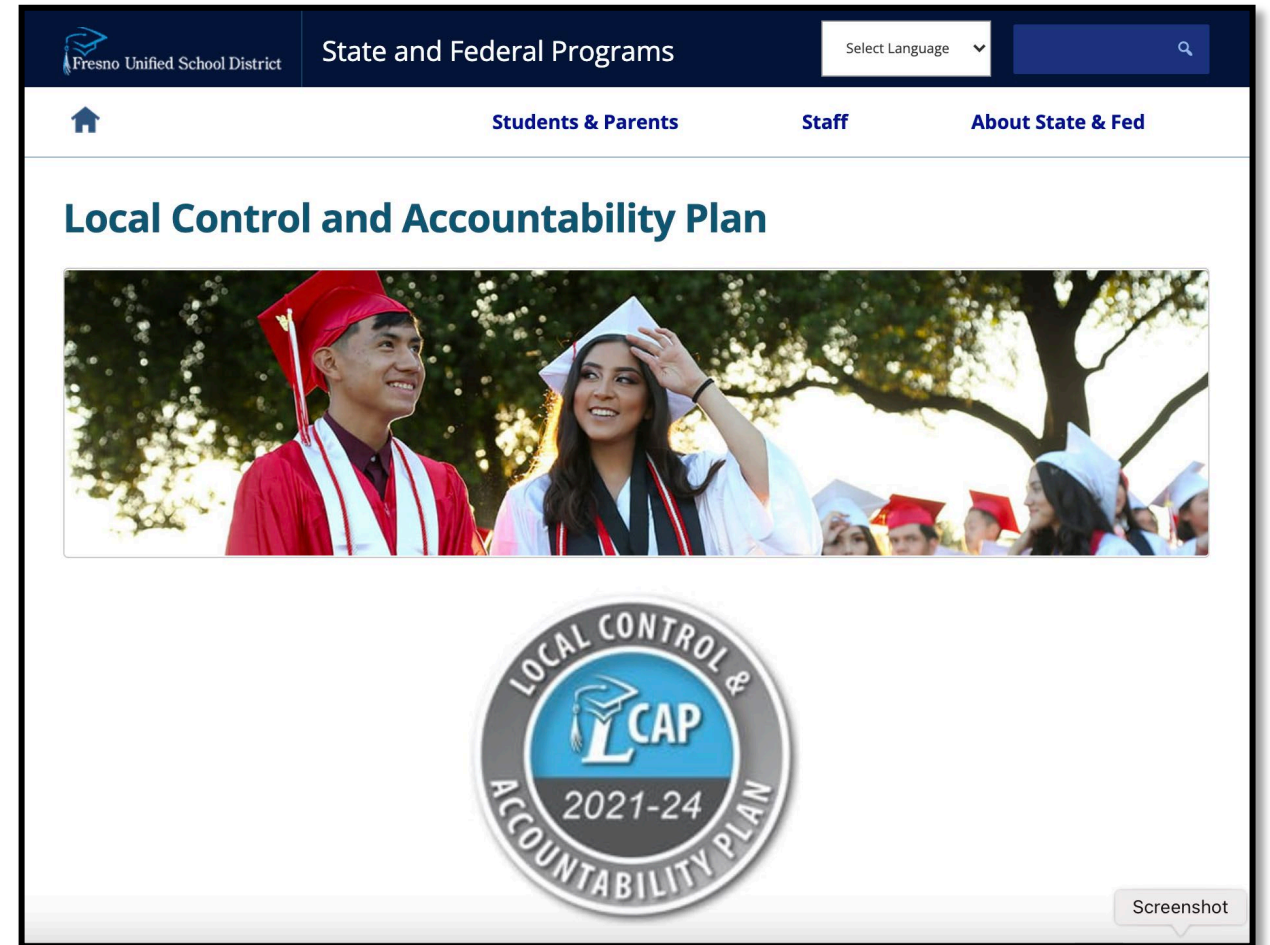 Fresno Unified School District
State and Federal Programs
Select Language
Students & Parents
Staff
About State & Fed
Local Control and Accountability Plan
LOCAL CONTROL &
LCAP
2021-24
ACCOUNTABILITY PLAN
Screenshot